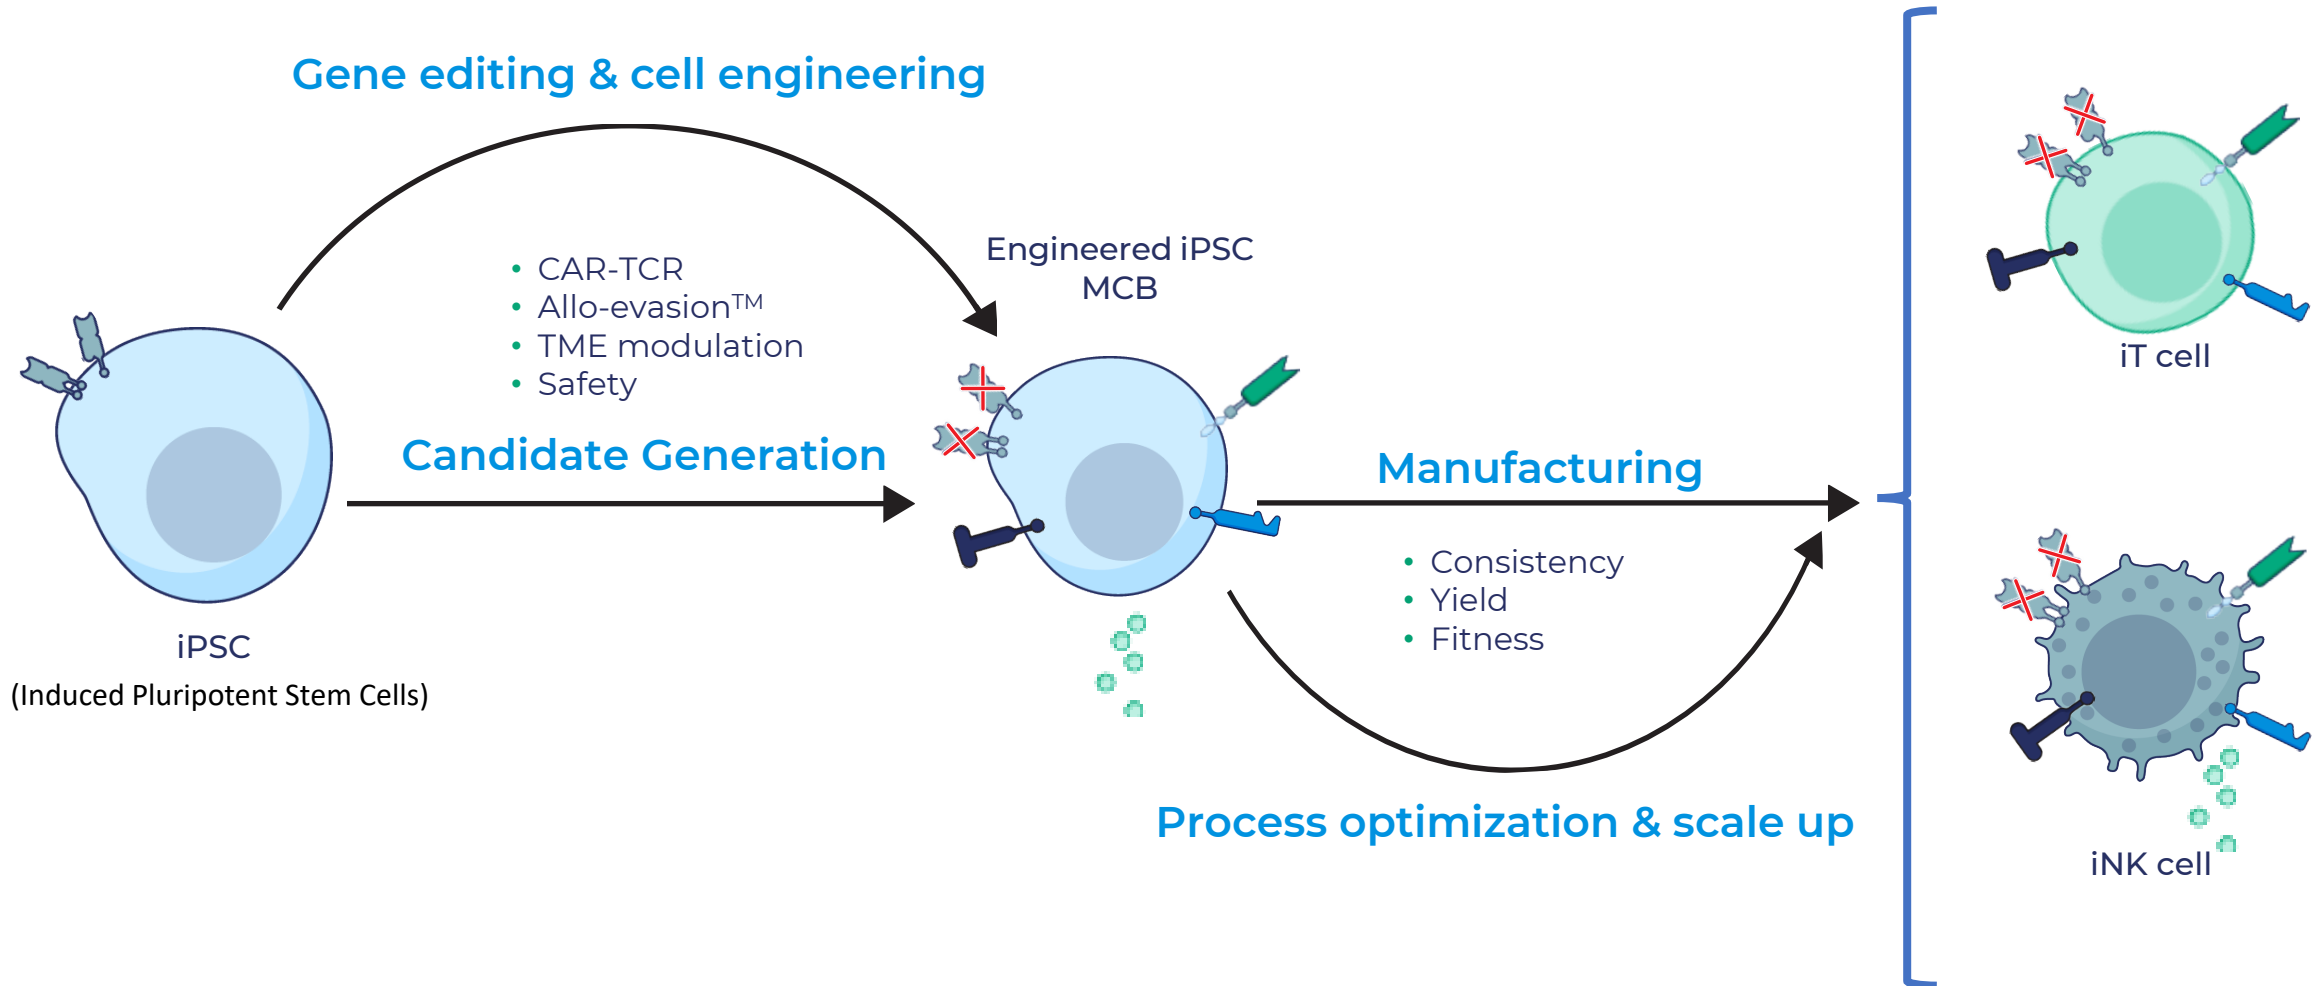 Gene editing & cell engineering
• CAR-TCR
• Allo-evasion™
• TME modulation
• Safety
Candidate Generation
iPSC
(Induced Pluripotent Stem Cells)
Engineered iPSC
MCB
Manufacturing
• Consistency
• Yield
• Fitness
Process optimization & scale up
iT cell
iNK cell